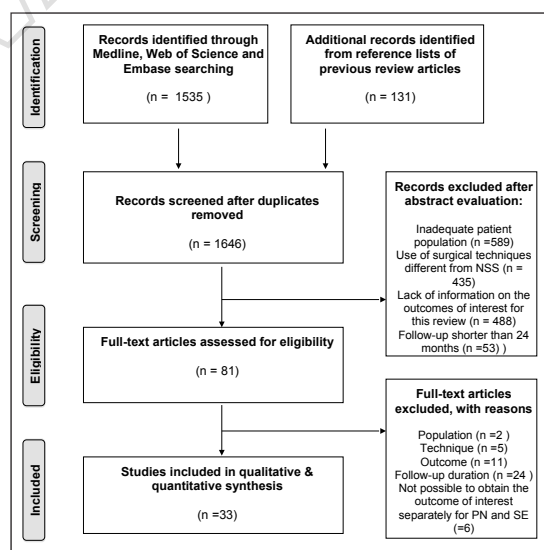 Identification
Records identified through
Medline, Web of Science and
Embase searching
(n = 1535 )
Additional records identified
from reference lists of
previous review articles
(n = 131)
Screening
Records screened after duplicates
removed
(n = 1646)
Records excluded after
abstract evaluation:
Inadequate patient
population (n =589)
Use of surgical techniques
different from NSS (n =
435)
Lack of information on the
outcomes of interest for
this review (n = 488)
Follow-up shorter than 24
months (n =53) )
Eligibility
Full-text articles assessed for eligibility
(n = 81)
Full-text articles
excluded, with reasons
Population (n =2 )
Technique (n =5)
Outcome (n =11)
Follow-up duration (n =24 )
Not possible to obtain the
outcome of interest
separately for PN and SE
(=6)
Included
Studies included in qualitative &
quantitative synthesis
(n =33)